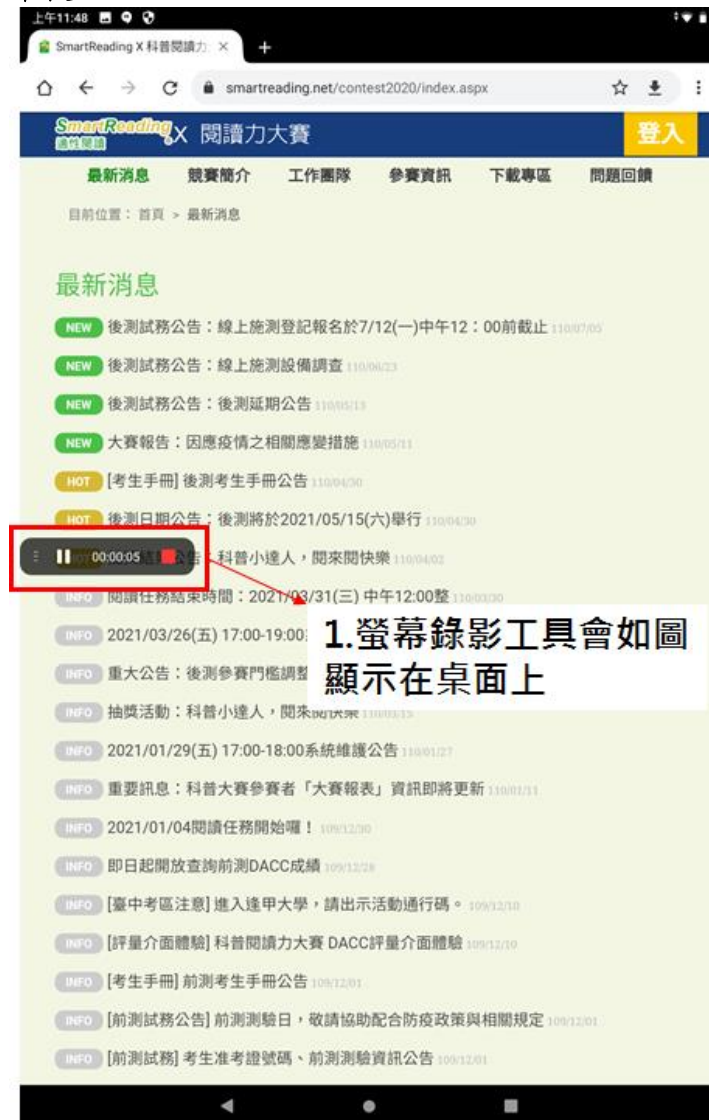 上午11:48
SmartReading X 科普閱讀力
smartreading.net/contest2020/index.aspx
SmartReading X 閱讀力大賽
適性閱讀
登入
最新消息 競賽簡介 工作團隊 參賽資訊 下載專區 問題回饋
目前位置： 首頁 > 最新消息
最新消息
NEW 後測試務公告：線上施測登記報名於7/12(一)中午12：00前截止 110/07/05
NEW 後測試務公告：線上施測設備調查 110/06/23
NEW 後測試務公告：後測延期公告 110/05/13
NEW 大賽報告：因應疫情之相關應變措施 110/05/11
HOT [考生手冊] 後測考生手冊公告 110/04/30
HOT 後測日期公告：後測將於2021/05/15(六)舉行 110/04/30
00:00:05 公告：科普小達人，閱來閱快樂 110/04/02
INFO 閱讀任務結束時間：2021/03/31(三) 中午12:00整 110/03/30
INFO 2021/03/26(五) 17:00-19:00
1.螢幕錄影工具會如圖
顯示在桌面上
INFO 重大公告：後測參賽門檻調整
INFO 抽獎活動：科普小達人，閱來閱快樂 110/03/15
INFO 2021/01/29(五) 17:00-18:00系統維護公告 110/01/27
INFO 重要訊息：科普大賽參賽者「大賽報表」資訊即將更新 110/01/11
INFO 2021/01/04閱讀任務開始囉！ 109/12/30
INFO 即日起開放查詢前測DACC成績 109/12/28
INFO [臺中考區注意] 進入逢甲大學，請出示活動通行碼。 109/12/10
INFO [評量介面體驗] 科普閱讀力大賽 DACC評量介面體驗 109/12/10
INFO [考生手冊] 前測考生手冊公告 109/12/01
INFO [前測試務公告] 前測測驗日，敬請協助配合防疫政策與相關規定 109/12/01
INFO [前測試務] 考生准考證號碼、前測測驗資訊公告 109/12/01